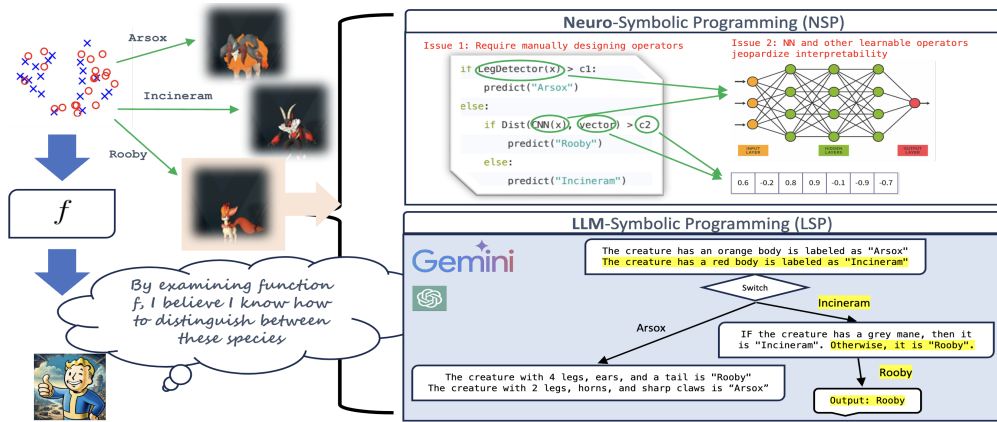 Arsox
Incineram
Rooby
f
By examining function
f, I believe I know how
to distinguish between
these species
Neuro-Symbolic Programming (NSP)
Issue 1: Require manually designing operators
if LegDetector(x) > c1:
predict("Arsox")
else:
if Dist(CNN(x), vector) > c2
predict("Rooby")
else:
predict("Incineram")
Issue 2: NN and other learnable operators
jeopardize interpretability
INPUT
LAYER
HIDDEN
LAYERS
OUTPUT
LAYER
0.6 -0.2 0.8 0.9 -0.1 -0.9 -0.7
LLM-Symbolic Programming (LSP)
Gemini
The creature has an orange body is labeled as "Arsox"
The creature has a red body is labeled as "Incineram"
Switch
Arsox
Incineram
IF the creature has a grey mane, then it
is "Incineram". Otherwise, it is "Rooby".
The creature with 4 legs, ears, and a tail is "Rooby"
The creature with 2 legs, horns, and sharp claws is “Arsox”
Rooby
Output: Rooby